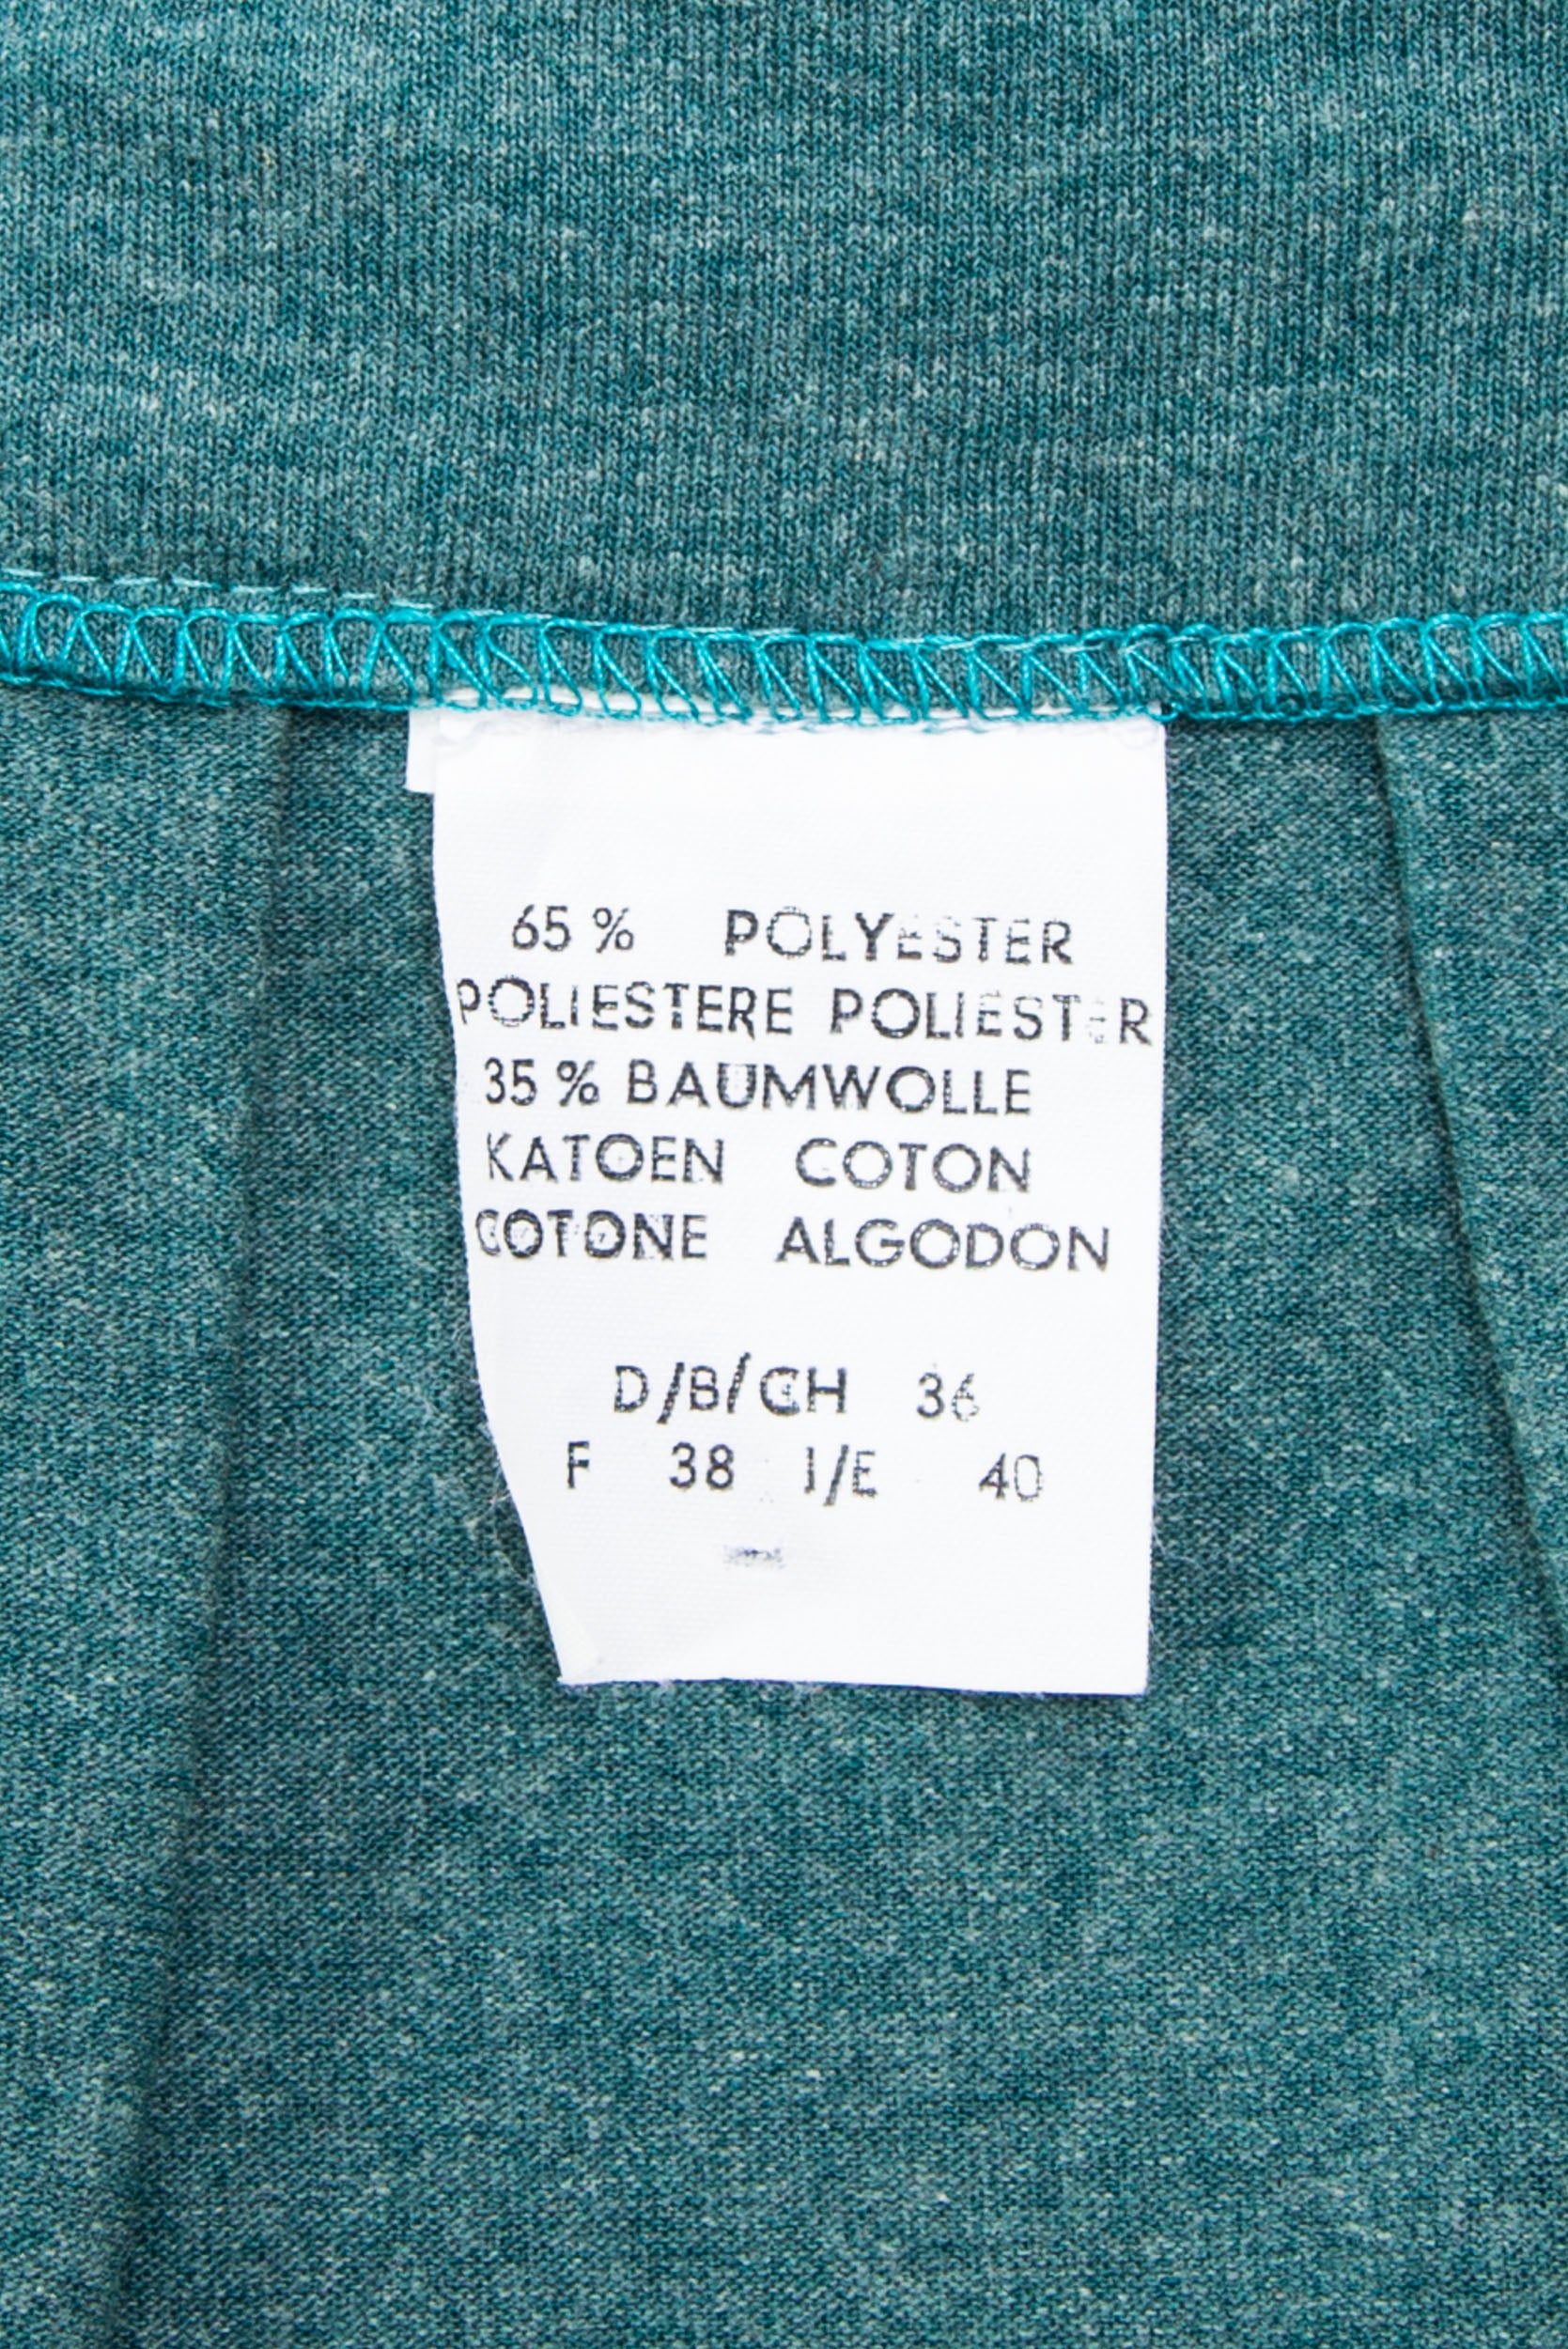 65 % POLYESTER
POLIESTERE POLIESTER
35 % BAUMWOLLE
KATOEN COTON
COTONE ALGODON
D/B/CH 36
F 38 I/E 40